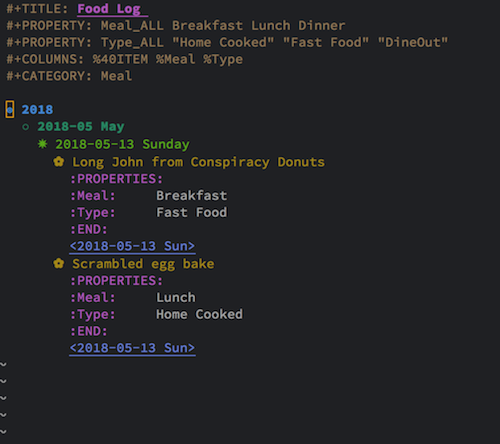 #+TITLE: Food Log
#+PROPERTY: Meal_ALL Breakfast Lunch Dinner
#+PROPERTY: Type_ALL "Home Cooked" "Fast Food" "DineOut"
#+COLUMNS: %40ITEM %Meal %Type
#+CATEGORY: Meal
2018
2018-05 May
2018-05-13 Sunday
Long John from Conspiracy Donuts
:PROPERTIES:
:Meal: Breakfast
:Type: Fast Food
:END:
<2018-05-13 Sun>
Scrambled egg bake
:PROPERTIES:
:Meal: Lunch
:Type: Home Cooked
:END:
<2018-05-13 Sun>
~
~
~
~
~